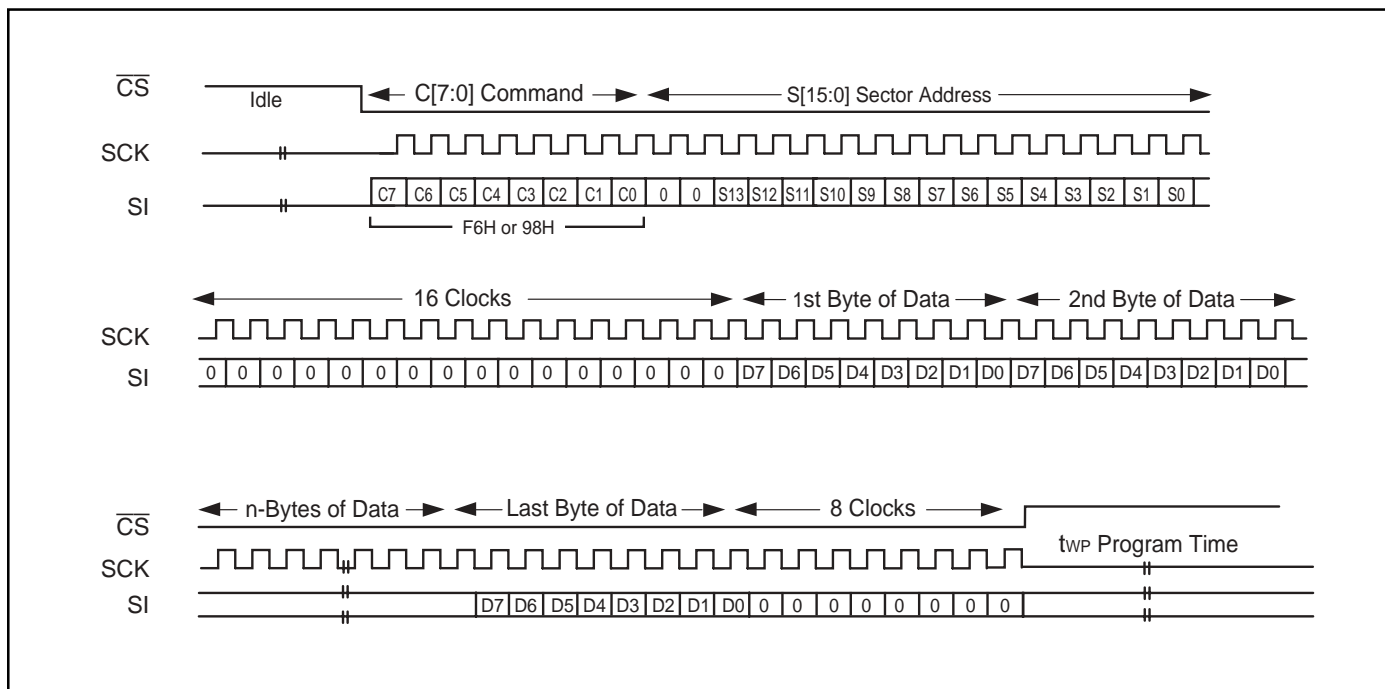 CS Idle C[7:0] Command S[15:0] Sector Address
SCK
SI C7 C6 C5 C4 C3 C2 C1 C0 0 0 S13 S12 S11 S10 S9 S8 S7 S6 S5 S4 S3 S2 S1 S0
F6H or 98H
16 Clocks 1st Byte of Data 2nd Byte of Data
SCK
SI 0 0 0 0 0 0 0 0 0 0 0 0 0 0 0 0 D7 D6 D5 D4 D3 D2 D1 D0 D7 D6 D5 D4 D3 D2 D1 D0
n-Bytes of Data Last Byte of Data 8 Clocks
CS
tWP Program Time
SCK
SI D7 D6 D5 D4 D3 D2 D1 D0 0 0 0 0 0 0 0 0